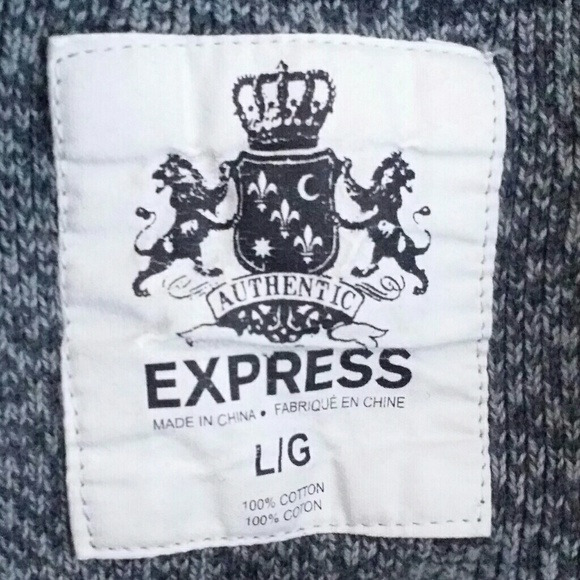 AUTHENTIC
EXPRESS
MADE IN CHINA • FABRIQUÉ EN CHINE
L/G
100% COTTON
100% COTON